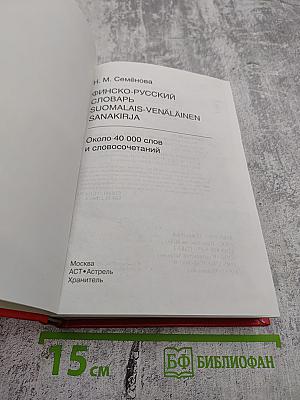 Н. М. Семёнова
ФИНСКО-РУССКИЙ
СЛОВАРЬ
SUOMALAIS-VENÄLÄINEN
SANAKIRJA
Около 40 000 слов
и словосочетаний
Москва
АСТ•Астрель
Хранитель
15 см
БФ БИБЛИОФАН